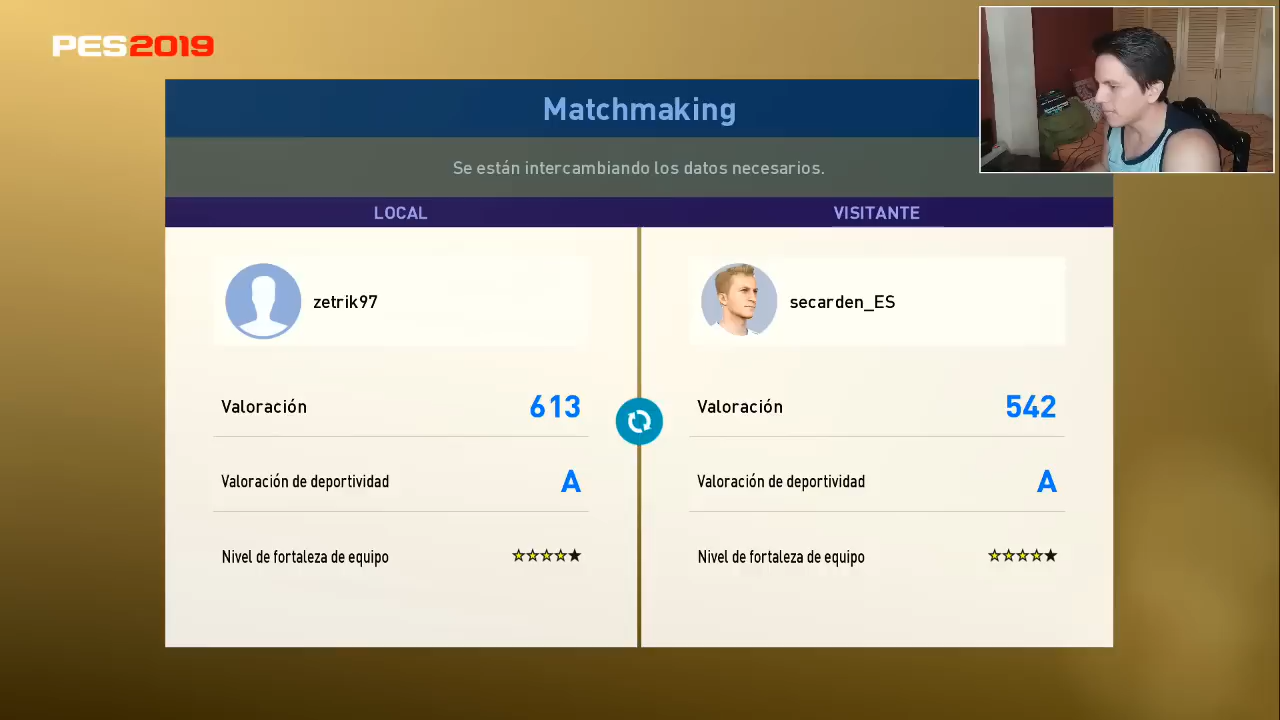 PES2019
Matchmaking
Se están intercambiando los datos necesarios.
LOCAL
VISITANTE
zetrik97
secarden_ES
Valoración 613
Valoración 542
Valoración de deportividad A
Valoración de deportividad A
Nivel de fortaleza de equipo
Nivel de fortaleza de equipo